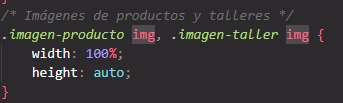 /* Imágenes de productos y talleres */
.imagen-producto img, .imagen-taller img {
    width: 100%;
    height: auto;
}